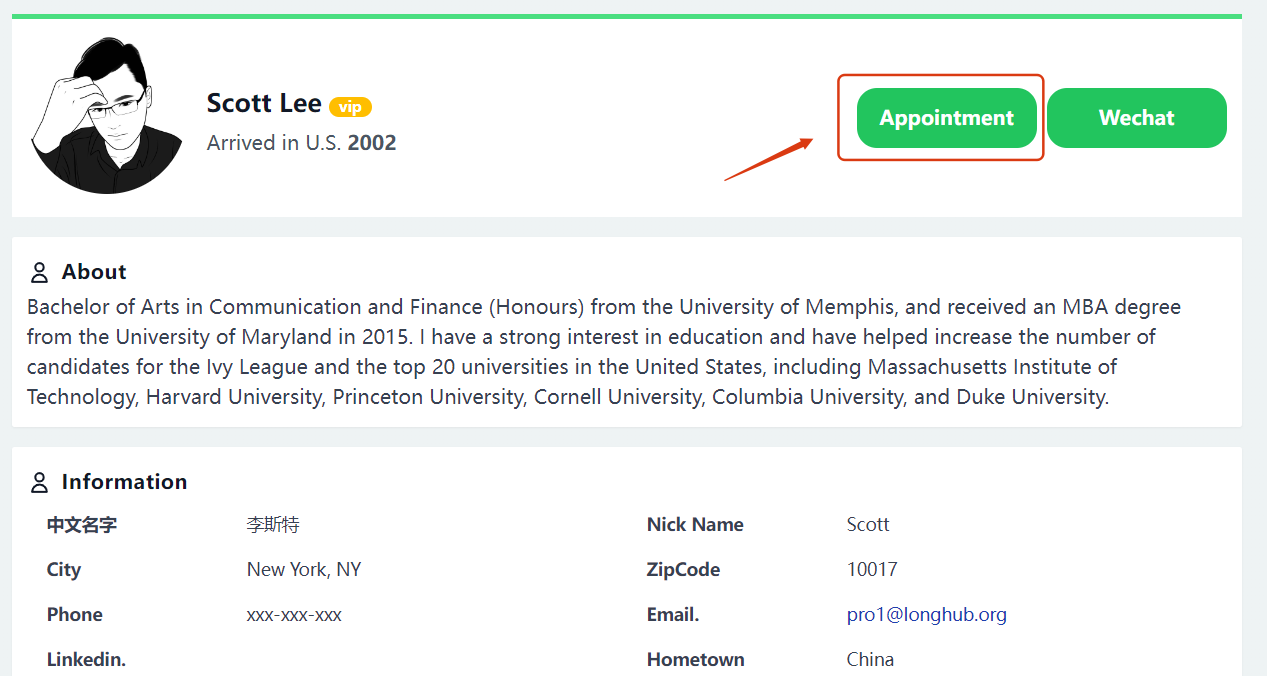 Scott Lee vip
Arrived in U.S. 2002
Appointment
Wechat
About
Bachelor of Arts in Communication and Finance (Honours) from the University of Memphis, and received an MBA degree
from the University of Maryland in 2015. I have a strong interest in education and have helped increase the number of
candidates for the Ivy League and the top 20 universities in the United States, including Massachusetts Institute of
Technology, Harvard University, Princeton University, Cornell University, Columbia University, and Duke University.
Information
中文名字 李斯特 Nick Name Scott
City New York, NY ZipCode 10017
Phone xxx-xxx-xxx Email. pro1@longhub.org
Linkedin. Hometown China